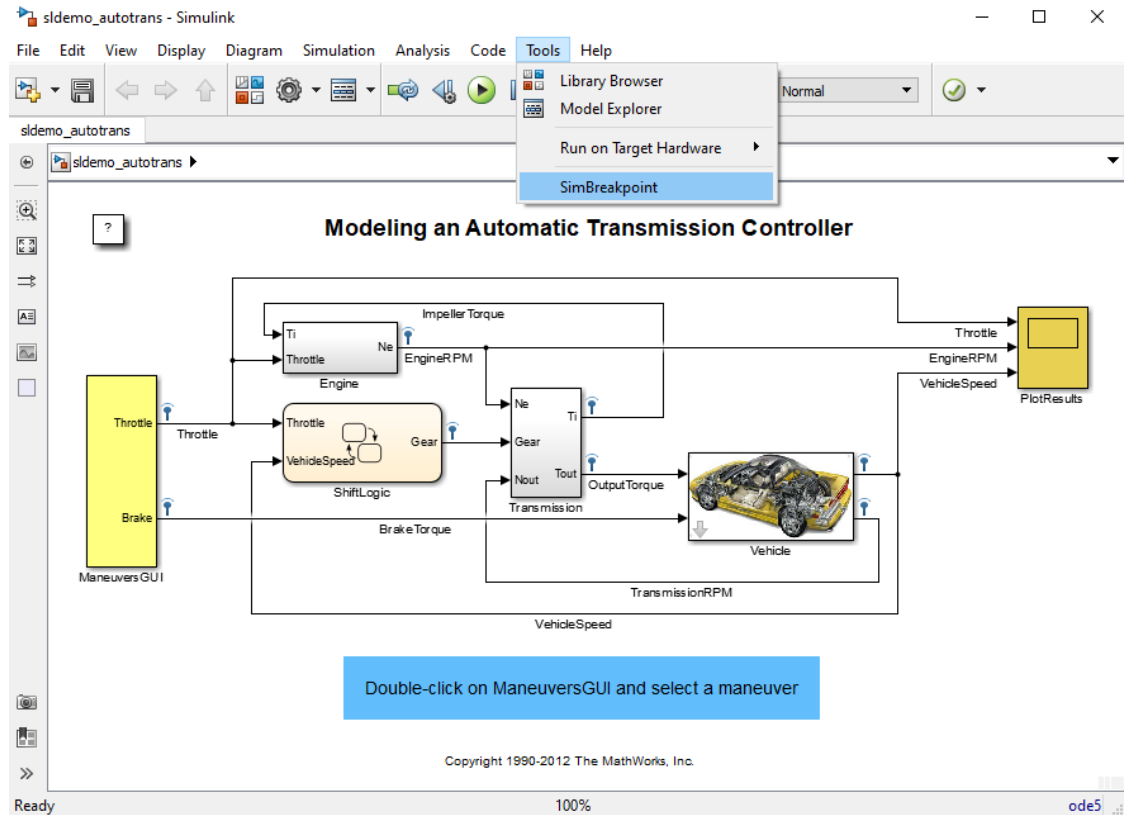 sldemo_autotrans - Simulink
File Edit View Display Diagram Simulation Analysis Code Tools Help
Library Browser
Normal
Model Explorer
sldemo_autotrans
Run on Target Hardware
sldemo_autotrans
SimBreakpoint
?
Modeling an Automatic Transmission Controller
ImpellerTorque
Ti
Throttle
Ne
EngineRPM
Engine
Throttle
EngineRPM
VehicleSpeed
PlotResults
Throttle
Throttle
Throttle
VehicleSpeed
Gear
ShiftLogic
Ne
Gear
Nout
Ti
Tout
OutputTorque
Transmission
Brake
BrakeTorque
Vehicle
ManeuversGUI
TransmissionRPM
VehicleSpeed
Double-click on ManeuversGUI and select a maneuver
Copyright 1990-2012 The MathWorks, Inc.
Ready 100% ode5